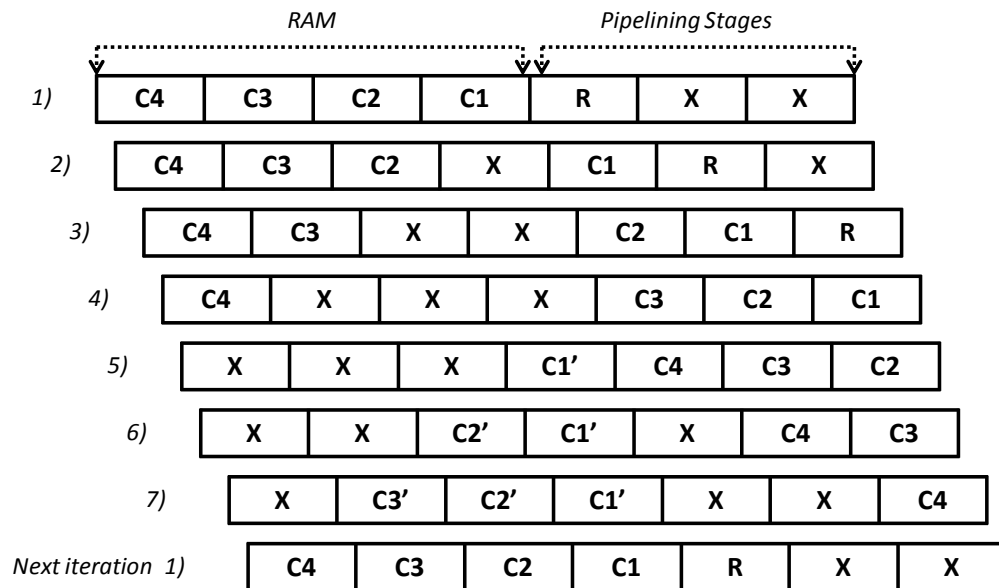 RAM Pipelining Stages
1) C4 C3 C2 C1 R X X
2) C4 C3 C2 X C1 R X
3) C4 C3 X X C2 C1 R
4) C4 X X X C3 C2 C1
5) X X X C1’ C4 C3 C2
6) X X C2’ C1’ X C4 C3
7) X C3’ C2’ C1’ X X C4
Next iteration 1) C4 C3 C2 C1 R X X